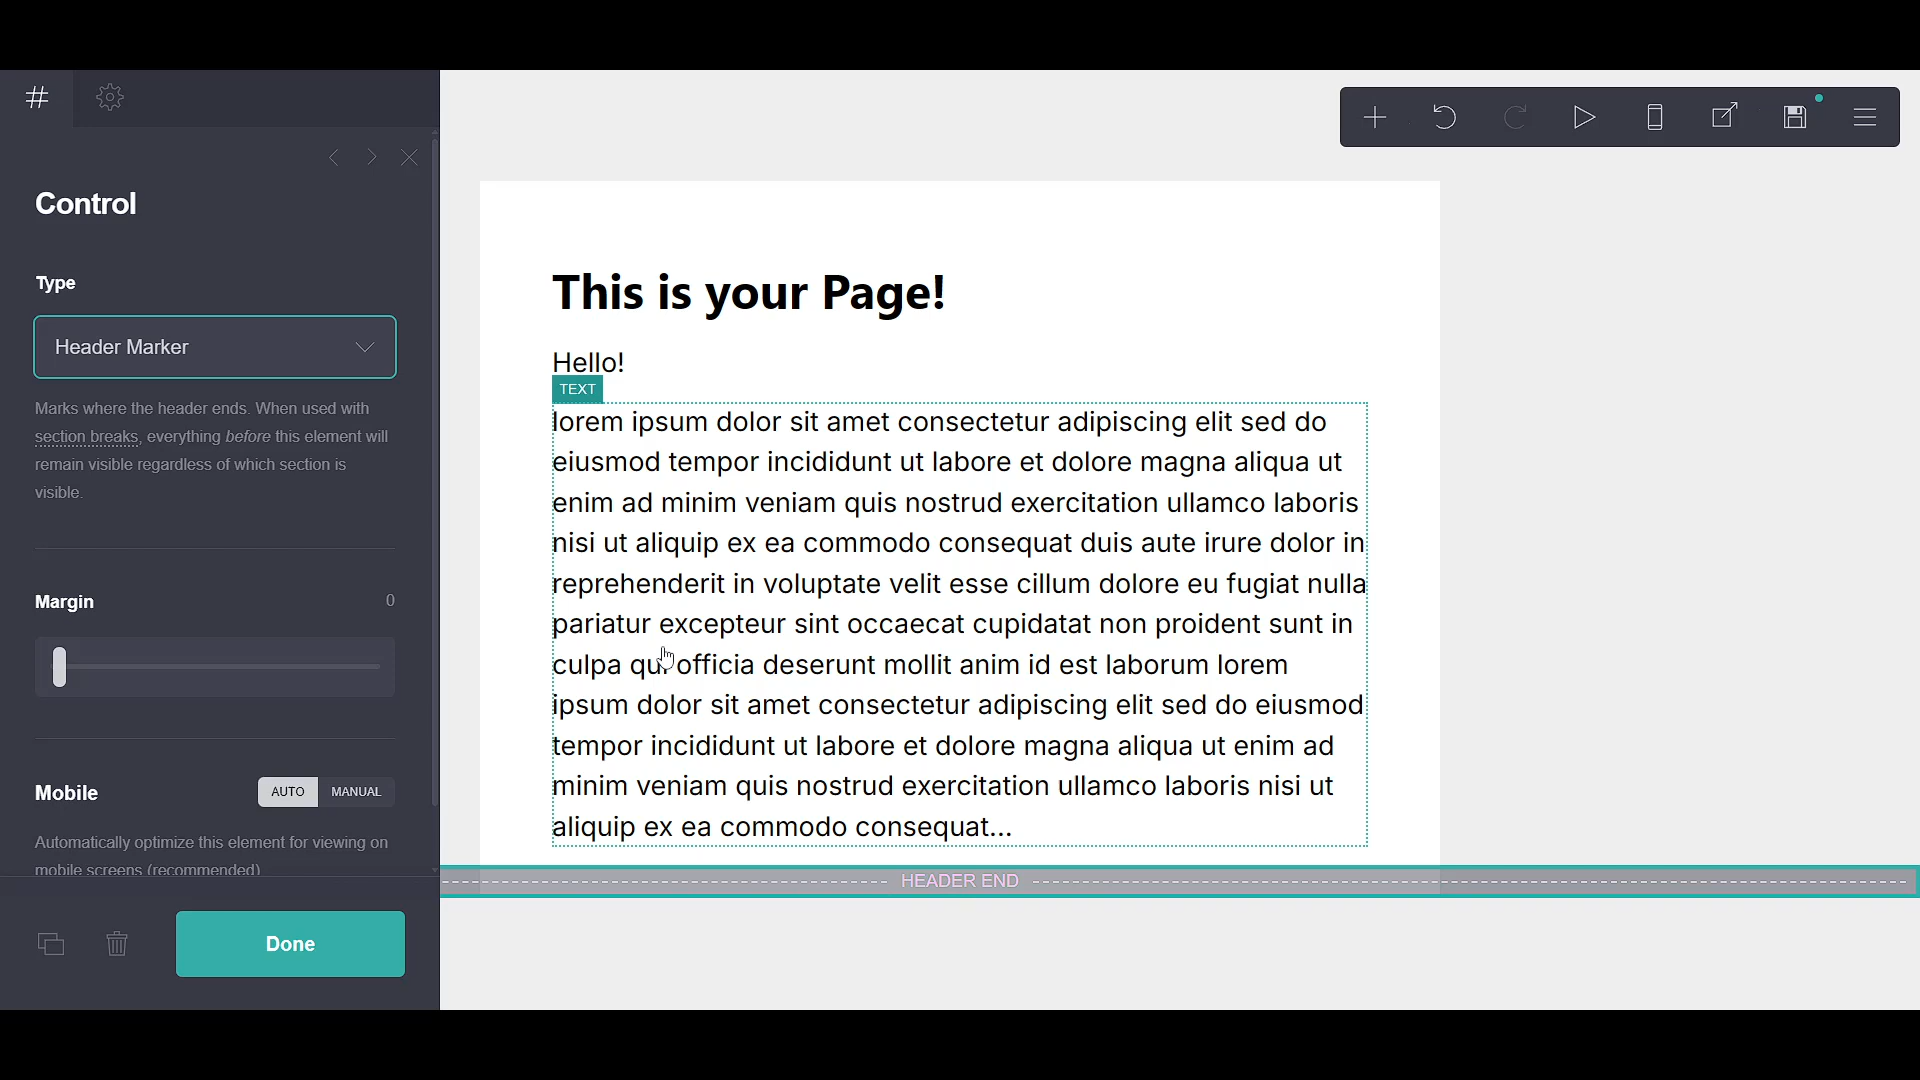 Control
Type
Header Marker
Marks where the header ends. When used with
section breaks, everything before this element will
remain visible regardless of which section is
visible.
Margin
0
Mobile
AUTO
MANUAL
Automatically optimize this element for viewing on
mobile screens (recommended)
Done
This is your Page!
Hello!
TEXT
lorem ipsum dolor sit amet consectetur adipiscing elit sed do
eiusmod tempor incididunt ut labore et dolore magna aliqua ut
enim ad minim veniam quis nostrud exercitation ullamco laboris
nisi ut aliquip ex ea commodo consequat duis aute irure dolor in
reprehenderit in voluptate velit esse cillum dolore eu fugiat nulla
pariatur excepteur sint occaecat cupidatat non proident sunt in
culpa qui officia deserunt mollit anim id est laborum lorem
ipsum dolor sit amet consectetur adipiscing elit sed do eiusmod
tempor incididunt ut labore et dolore magna aliqua ut enim ad
minim veniam quis nostrud exercitation ullamco laboris nisi ut
aliquip ex ea commodo consequat...
HEADER END